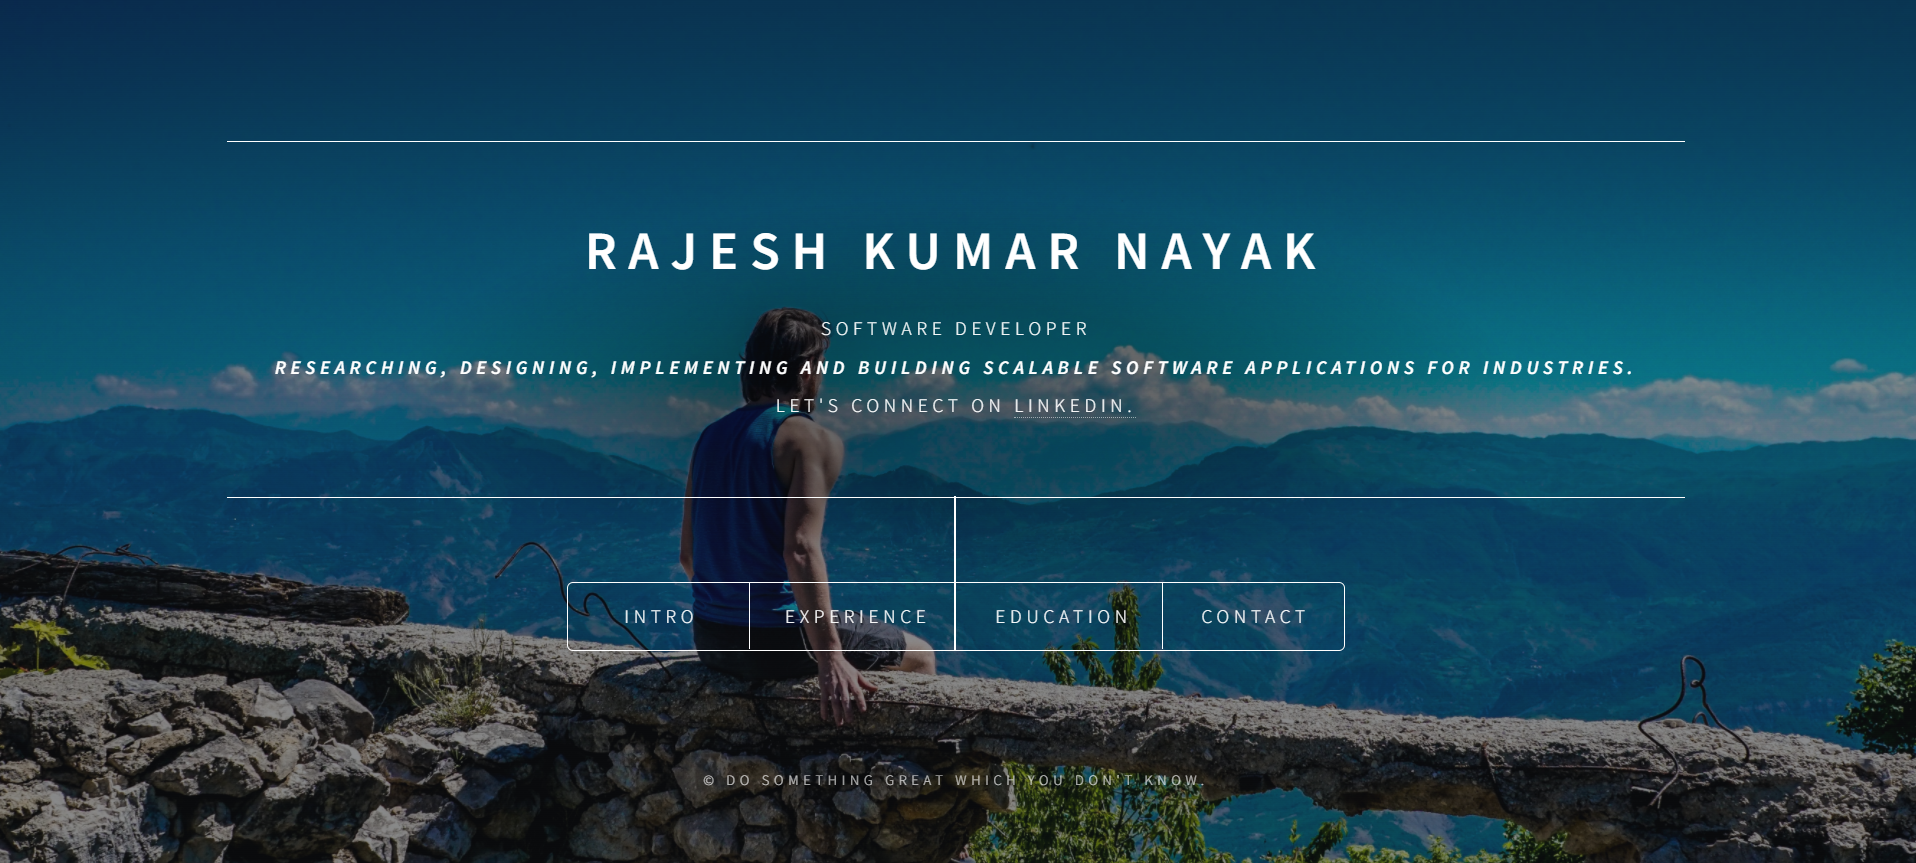 RAJESH KUMAR NAYAK
SOFTWARE DEVELOPER
RESEARCHING, DESIGNING, IMPLEMENTING AND BUILDING SCALABLE SOFTWARE APPLICATIONS FOR INDUSTRIES.
LET'S CONNECT ON LINKEDIN.
INTRO EXPERIENCE EDUCATION CONTACT
© DO SOMETHING GREAT WHICH YOU DON'T KNOW.